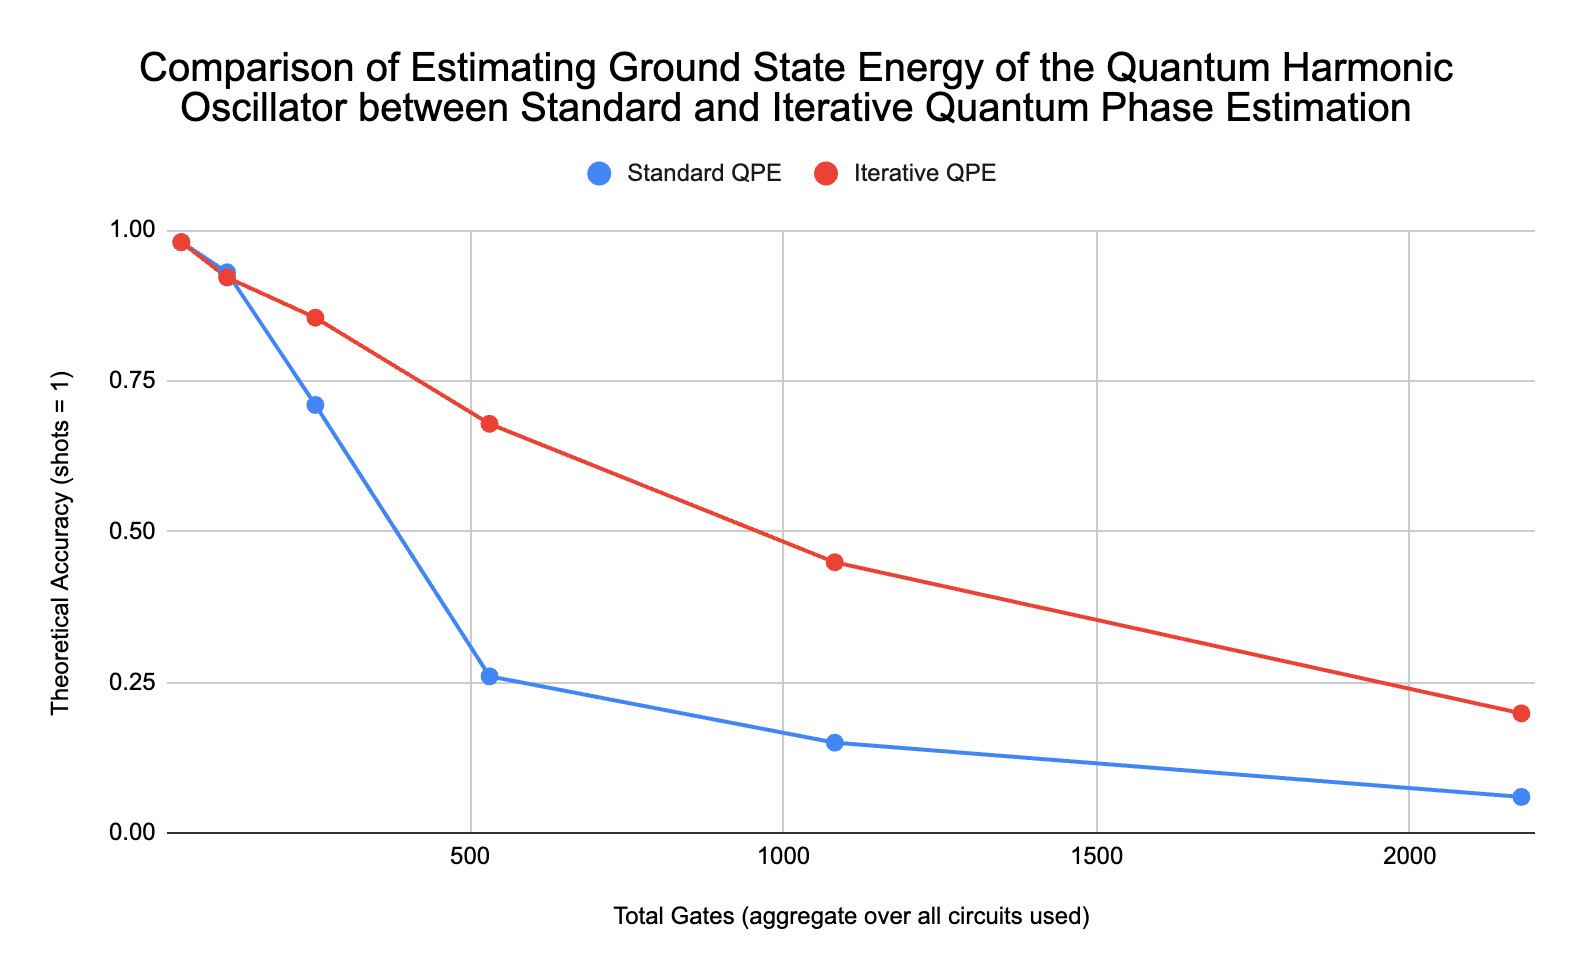 Comparison of Estimating Ground State Energy of the Quantum Harmonic
Oscillator between Standard and Iterative Quantum Phase Estimation
Standard QPE
Iterative QPE
1.00
0.75
0.50
0.25
0.00
Theoretical Accuracy (shots = 1)
500
1000
1500
2000
Total Gates (aggregate over all circuits used)